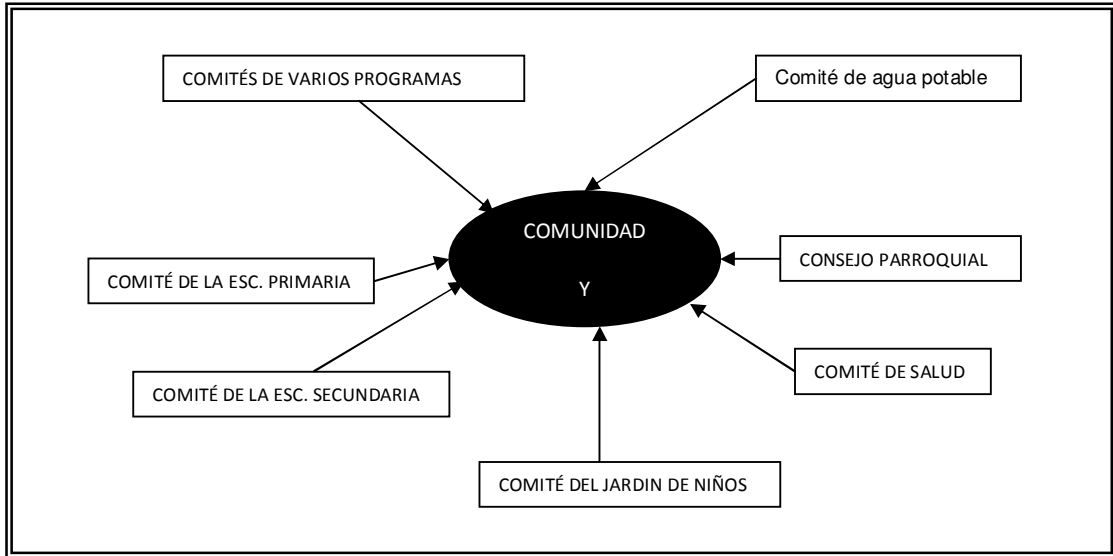 COMITÉS DE VARIOS PROGRAMAS
Comité de agua potable
COMUNIDAD
Y
CONSEJO PARROQUIAL
COMITÉ DE LA ESC. PRIMARIA
COMITÉ DE SALUD
COMITÉ DE LA ESC. SECUNDARIA
COMITÉ DEL JARDIN DE NIÑOS